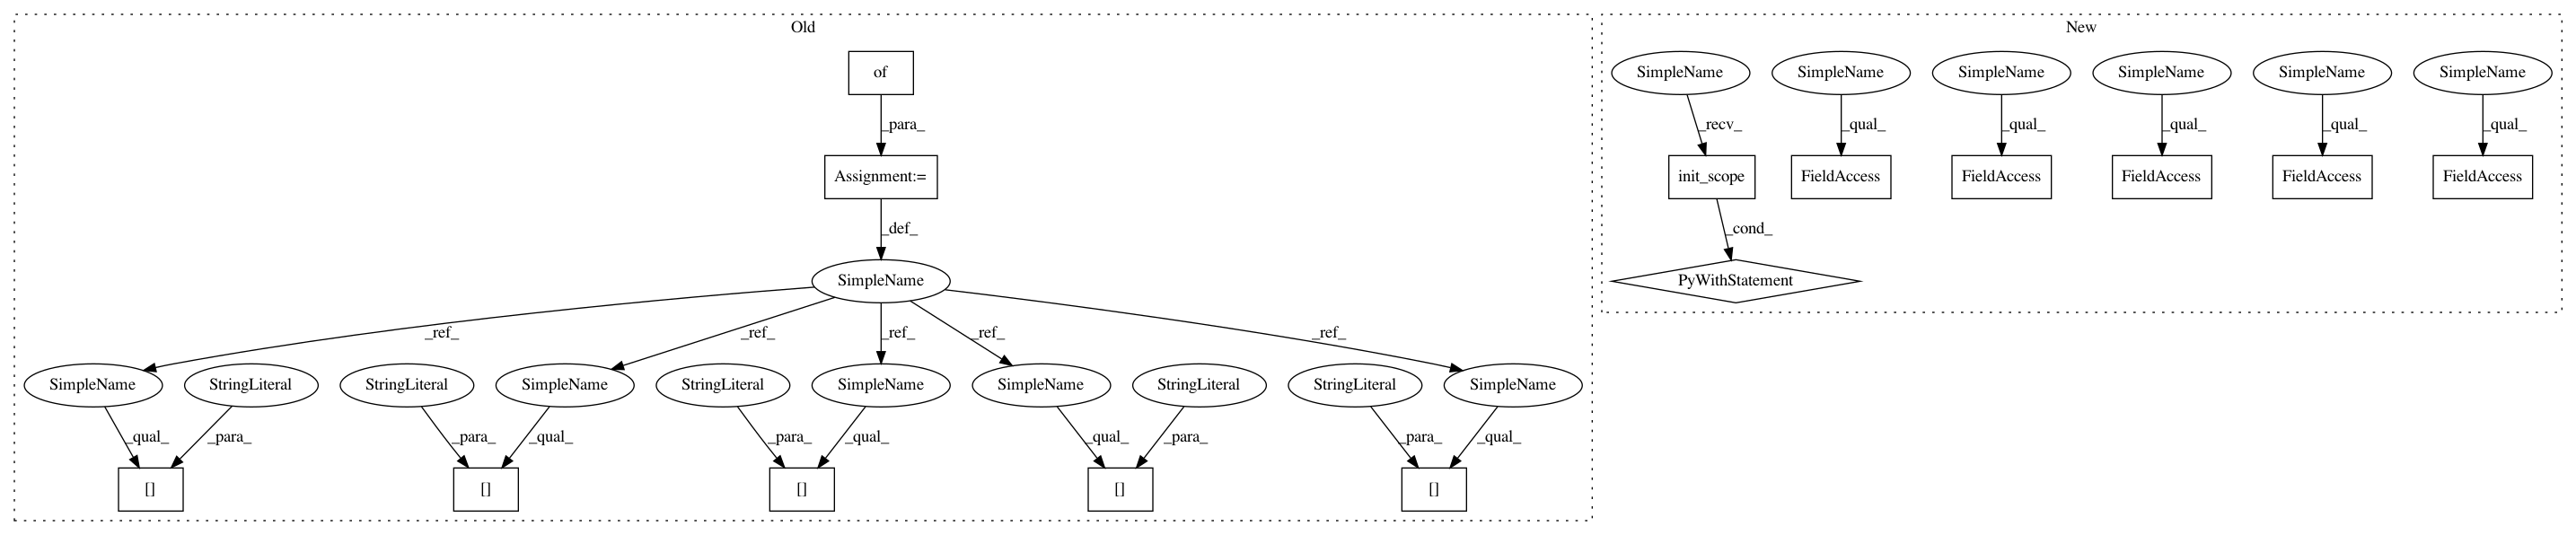 Old
New
of
SimpleName
SimpleName
SimpleName
SimpleName
SimpleName
SimpleName
_para_
_recv_
_qual_
_qual_
_qual_
_qual_
_qual_
Assignment:=
init_scope
FieldAccess
FieldAccess
FieldAccess
FieldAccess
FieldAccess
_def_
_cond_
SimpleName
PyWithStatement
_ref_
_ref_
_ref_
_ref_
_ref_
SimpleName
StringLiteral
StringLiteral
SimpleName
StringLiteral
SimpleName
SimpleName
StringLiteral
StringLiteral
SimpleName
_qual_
_para_
_para_
_qual_
_para_
_qual_
_qual_
_para_
_para_
_qual_
[]
[]
[]
[]
[]